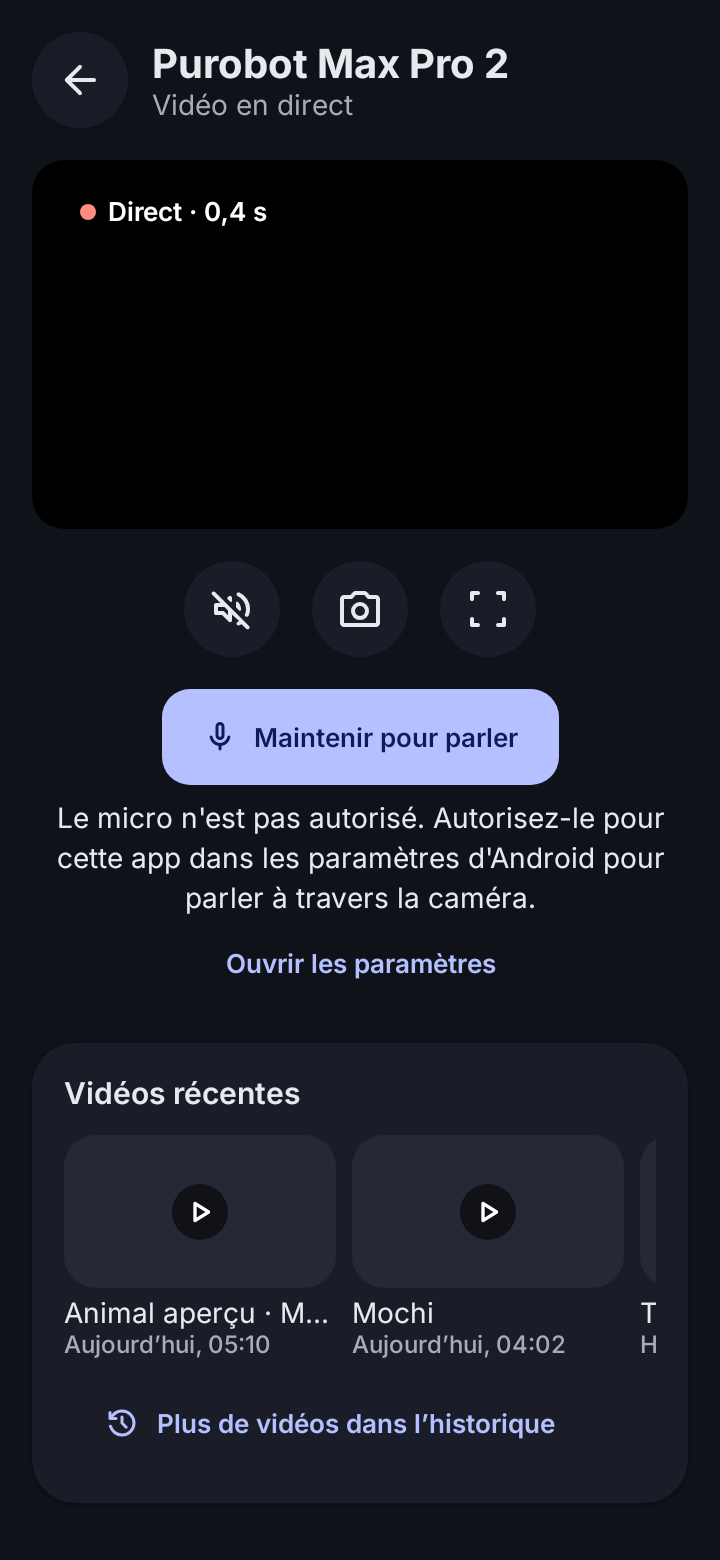 Purobot Max Pro 2
Vidéo en direct
Direct · 0,4 s
Maintenir pour parler
Le micro n'est pas autorisé. Autorisez-le pour
cette app dans les paramètres d'Android pour
parler à travers la caméra.
Ouvrir les paramètres
Vidéos récentes
Animal aperçu · M...
Aujourd’hui, 05:10
Mochi
Aujourd’hui, 04:02
T
H
Plus de vidéos dans l’historique